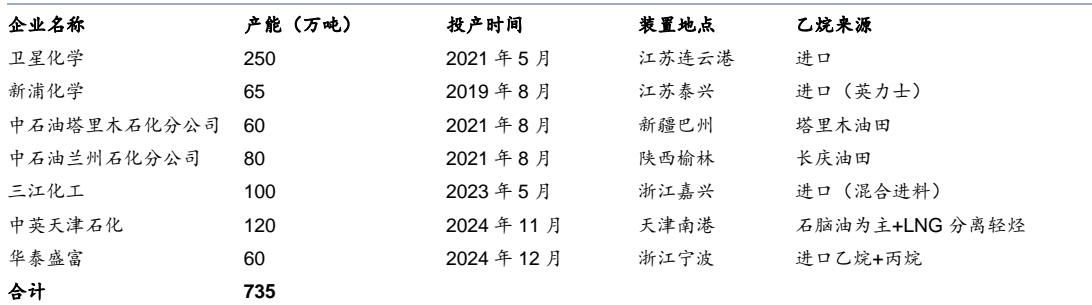 企业名称 产能（万吨） 投产时间 装置地点 乙烷来源
卫星化学 250 2021 年 5 月 江苏连云港 进口
新浦化学 65 2019 年 8 月 江苏泰兴 进口（英力士）
中石油塔里木石化分公司 60 2021 年 8 月 新疆巴州 塔里木油田
中石油兰州石化分公司 80 2021 年 8 月 陕西榆林 长庆油田
三江化工 100 2023 年 5 月 浙江嘉兴 进口（混合进料）
中英天津石化 120 2024 年 11 月 天津南港 石脑油为主+LNG 分离轻烃
华泰盛富 60 2024 年 12 月 浙江宁波 进口乙烷+丙烷
合计 735